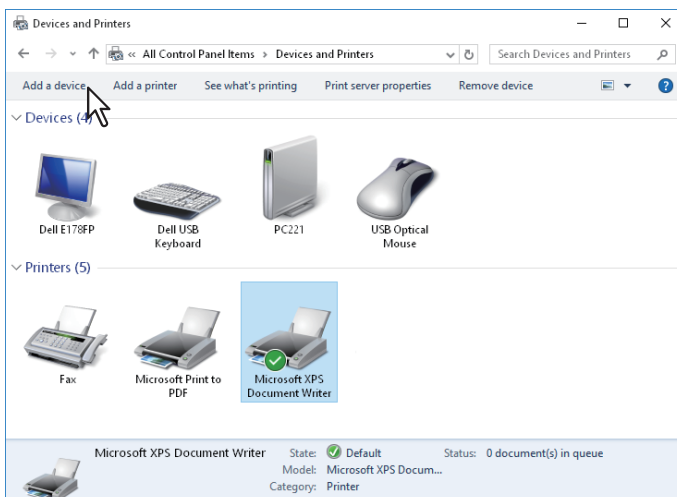 Devices and Printers
« All Control Panel Items > Devices and Printers
Search Devices and Printers
Add a device
Add a printer
See what's printing
Print server properties
Remove device
?
Devices (4)
Dell E178FP
Dell USB
Keyboard
PC221
USB Optical
Mouse
Printers (5)
Fax
Microsoft Print to
PDF
Microsoft XPS
Document Writer
Microsoft XPS Document Writer
State: Default
Status: 0 document(s) in queue
Model: Microsoft XPS Docum...
Category: Printer